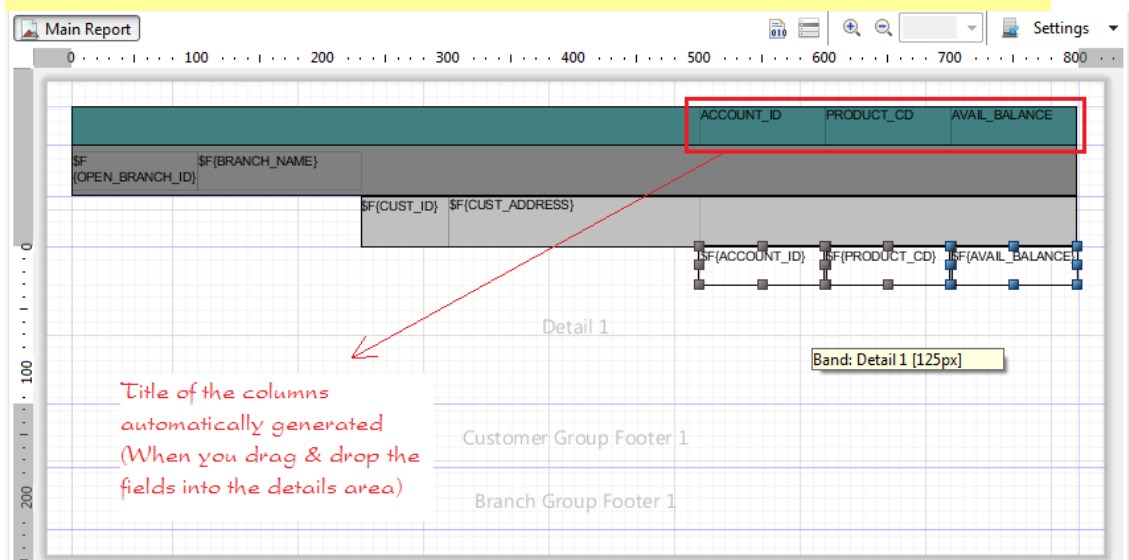 Main Report
010
Settings
0 100 200 300 400 500 600 700 800
ACCOUNT_ID PRODUCT_CD AVAIL_BALANCE
$F $F{BRANCH_NAME}
{OPEN_BRANCH_ID}
$F{CUST_ID} $F{CUST_ADDRESS}
0
$F{ACCOUNT_ID} $F{PRODUCT_CD} $F{AVAIL_BALANCE}
Detail 1
Band: Detail 1 [125px]
100
Title of the columns
automatically generated
(When you drag & drop the
fields into the details area)
Customer Group Footer 1
200
Branch Group Footer 1